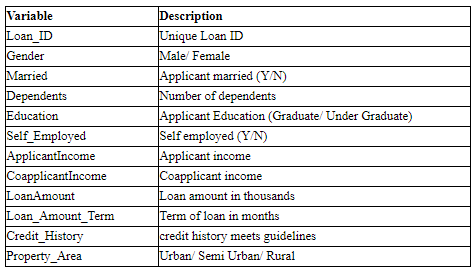 Variable Description
Loan_ID Unique Loan ID
Gender Male/ Female
Married Applicant married (Y/N)
Dependents Number of dependents
Education Applicant Education (Graduate/ Under Graduate)
Self_Employed Self employed (Y/N)
ApplicantIncome Applicant income
CoapplicantIncome Coapplicant income
LoanAmount Loan amount in thousands
Loan_Amount_Term Term of loan in months
Credit_History credit history meets guidelines
Property_Area Urban/ Semi Urban/ Rural